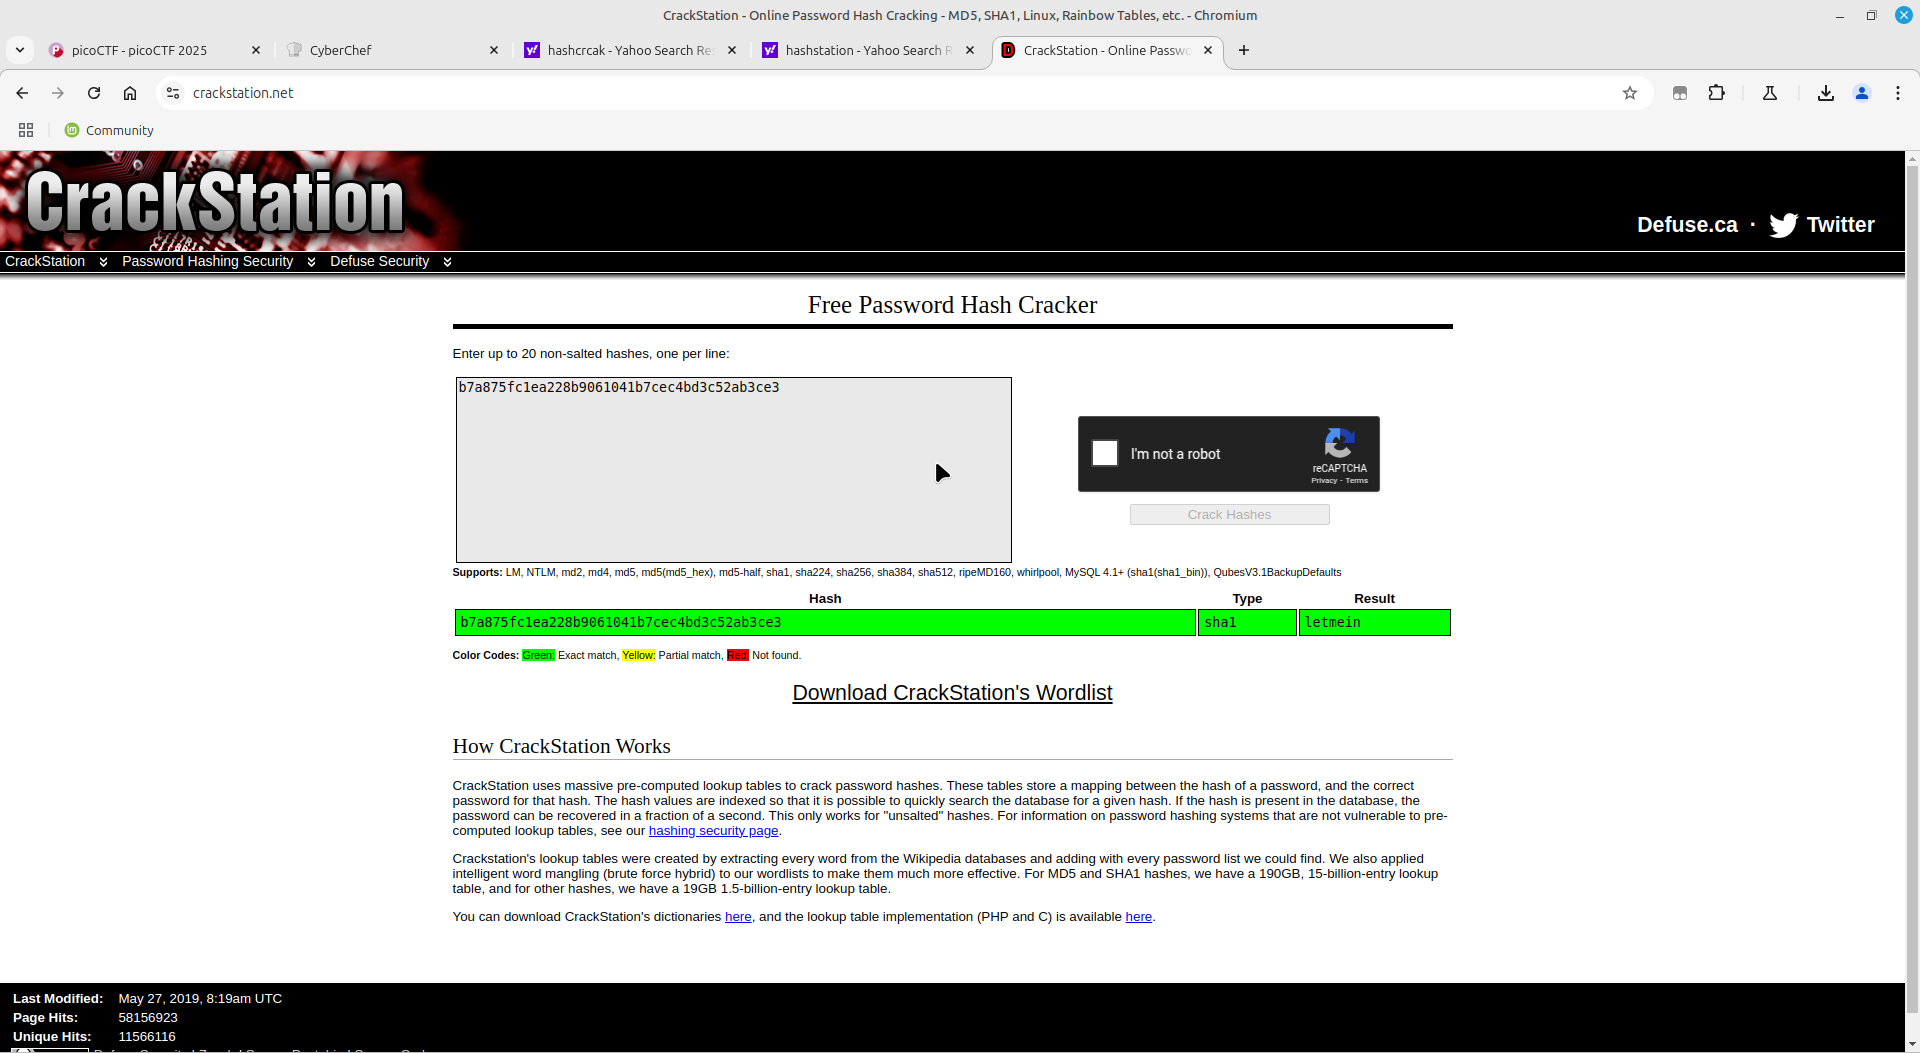 CrackStation - Online Password Hash Cracking - MD5, SHA1, Linux, Rainbow Tables, etc. - Chromium
picoCTF - picoCTF 2025
CyberChef
hashcrcak - Yahoo Search Re
hashstation - Yahoo Search R
CrackStation - Online Passwo
crackstation.net
Community
CrackStation
Defuse.ca · Twitter
CrackStation Password Hashing Security Defuse Security
Free Password Hash Cracker
Enter up to 20 non-salted hashes, one per line:
b7a875fc1ea228b9061041b7cec4bd3c52ab3ce3
I'm not a robot
reCAPTCHA
Privacy - Terms
Crack Hashes
Supports: LM, NTLM, md2, md4, md5, md5(md5_hex), md5-half, sha1, sha224, sha256, sha384, sha512, ripeMD160, whirlpool, MySQL 4.1+ (sha1(sha1_bin)), QubesV3.1BackupDefaults
Hash Type Result
b7a875fc1ea228b9061041b7cec4bd3c52ab3ce3 sha1 letmein
Color Codes: Green: Exact match, Yellow: Partial match, Red: Not found.
Download CrackStation's Wordlist
How CrackStation Works
CrackStation uses massive pre-computed lookup tables to crack password hashes. These tables store a mapping between the hash of a password, and the correct
password for that hash. The hash values are indexed so that it is possible to quickly search the database for a given hash. If the hash is present in the database, the
password can be recovered in a fraction of a second. This only works for "unsalted" hashes. For information on password hashing systems that are not vulnerable to pre-
computed lookup tables, see our hashing security page.
Crackstation's lookup tables were created by extracting every word from the Wikipedia databases and adding with every password list we could find. We also applied
intelligent word mangling (brute force hybrid) to our wordlists to make them much more effective. For MD5 and SHA1 hashes, we have a 190GB, 15-billion-entry lookup
table, and for other hashes, we have a 19GB 1.5-billion-entry lookup table.
You can download CrackStation's dictionaries here, and the lookup table implementation (PHP and C) is available here.
Last Modified: May 27, 2019, 8:19am UTC
Page Hits: 58156923
Unique Hits: 11566116